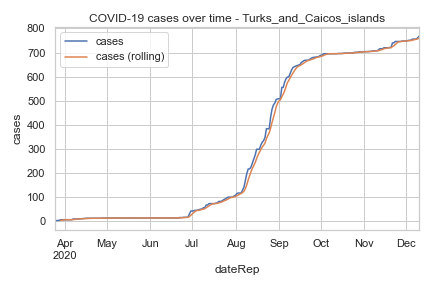 COVID-19 cases over time - Turks_and_Caicos_islands
cases
cases (rolling)
800
700
600
500
400
300
200
100
0
cases
Apr May Jun Jul Aug Sep Oct Nov Dec
2020
dateRep